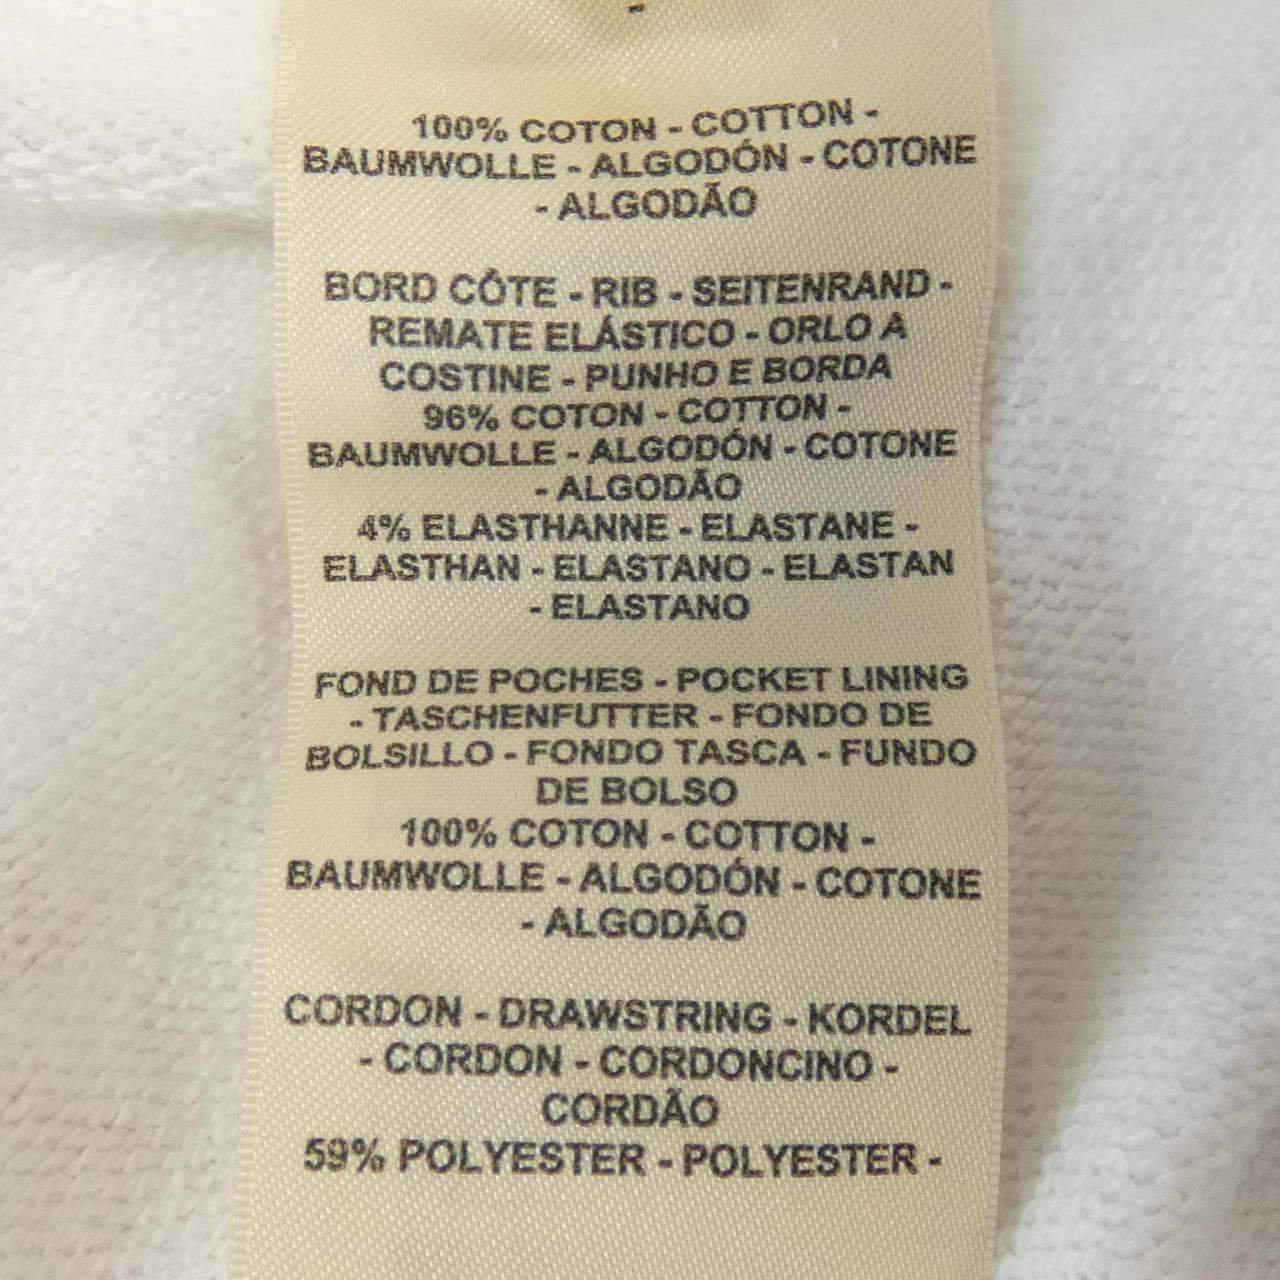 100% COTON - COTTON -
BAUMWOLLE - ALGODÓN - COTONE
- ALGODÃO
BORD CÔTE - RIB - SEITENRAND -
REMATE ELÁSTICO - ORLO A
COSTINE - PUNHO E BORDA
96% COTON - COTTON -
BAUMWOLLE - ALGODÓN - COTONE
- ALGODÃO
4% ELASTHANNE - ELASTANE -
ELASTHAN - ELASTANO - ELASTAN
- ELASTANO
FOND DE POCHES - POCKET LINING
- TASCHENFUTTER - FONDO DE
BOLSILLO - FONDO TASCA - FUNDO
DE BOLSO
100% COTON - COTTON -
BAUMWOLLE - ALGODÓN - COTONE
- ALGODÃO
CORDON - DRAWSTRING - KORDEL
- CORDON - CORDONCINO -
CORDÃO
59% POLYESTER - POLYESTER -